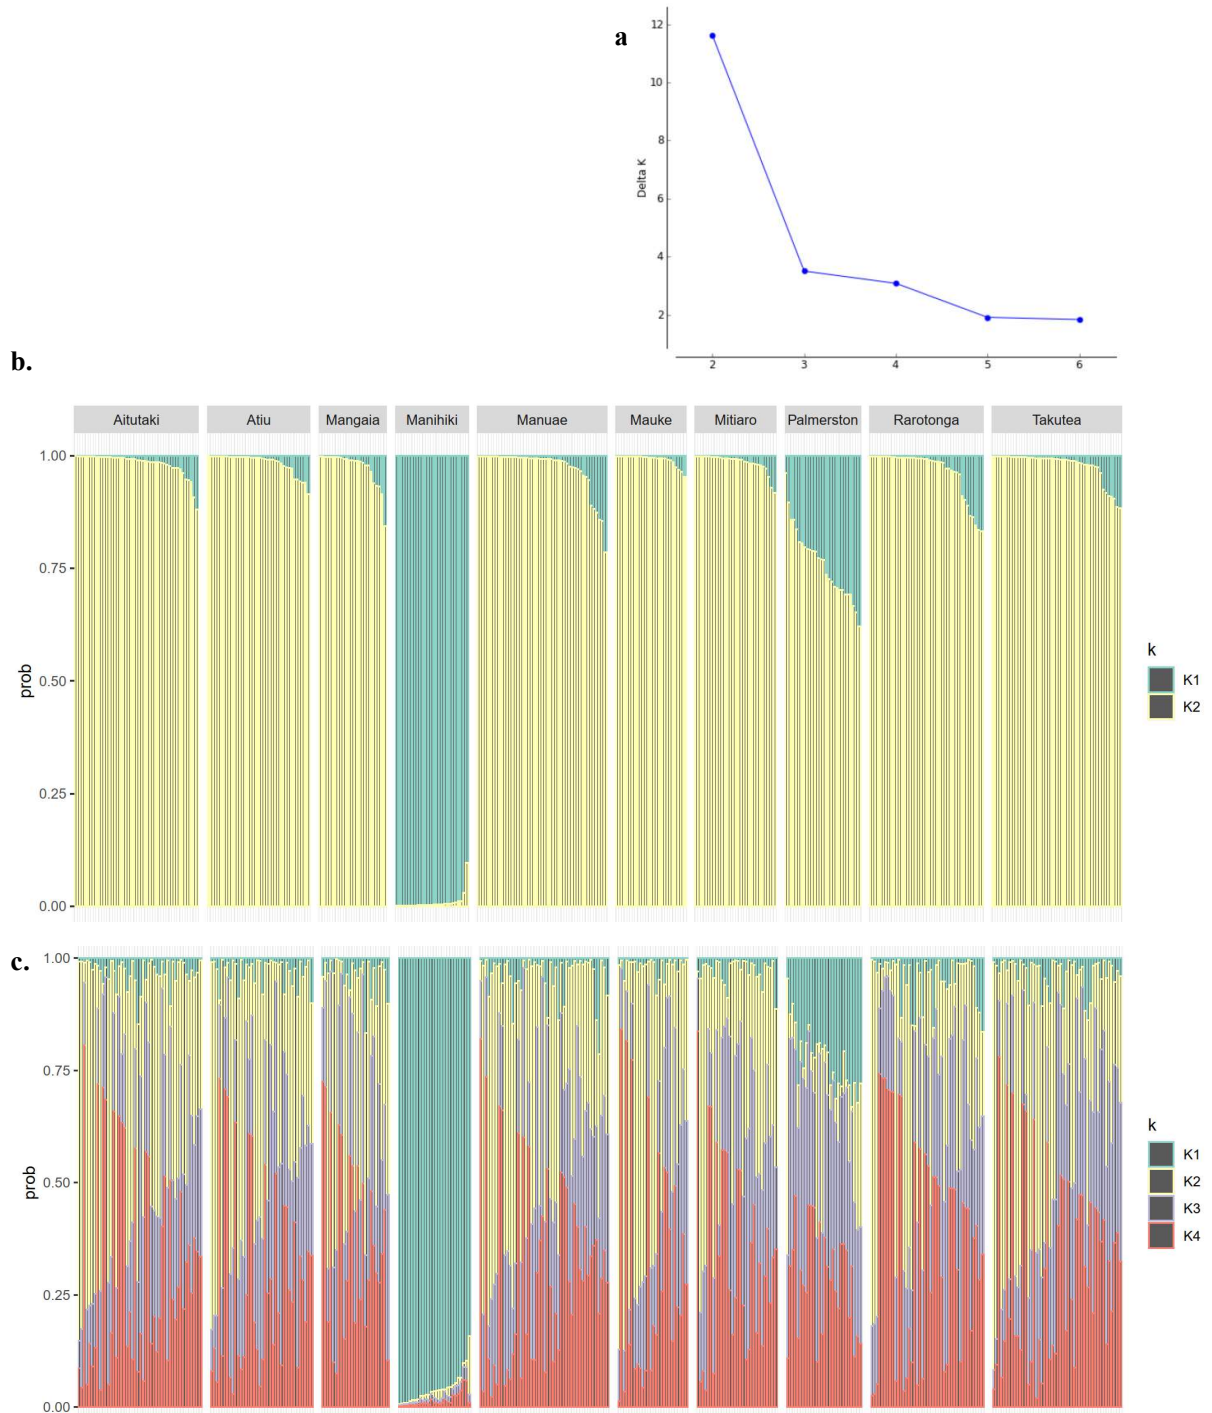 a
12
10
8
6
4
2
Delta K
2 3 4 5 6
b.
Aitutaki Atiu Mangaia Manihiki Manuae Mauke Mitiaro Palmerston Rarotonga Takutea
1.00
0.75
0.50
0.25
0.00
prob
k
K1
K2
c.
1.00
0.75
0.50
0.25
0.00
prob
k
K1
K2
K3
K4